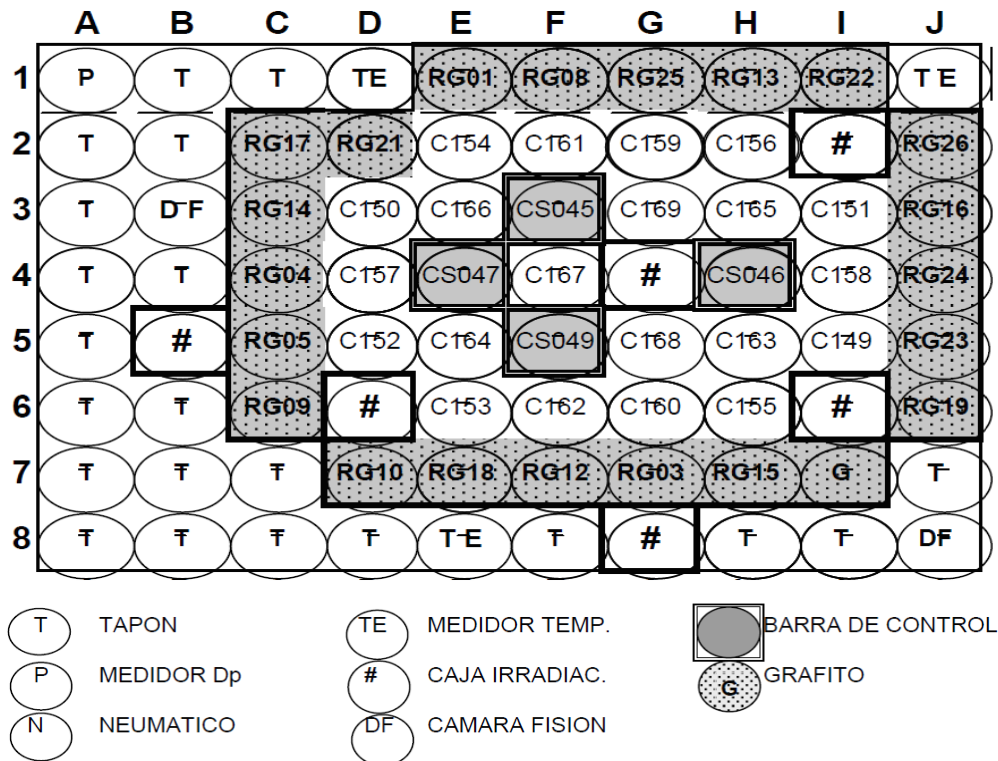 A B C D E F G H I J
1 P T T TE RG01 RG08 RG25 RG13 RG22 T E
2 T T RG17 RG21 C154 C161 C159 C156 # RG26
3 T D F RG14 C150 C166 CS045 C169 C165 C151 RG16
4 T T RG04 C157 CS047 C167 # CS046 C158 RG24
5 T # RG05 C152 C164 CS049 C168 C163 C149 RG23
6 T T RG09 # C153 C162 C160 C155 # RG19
7 T T T RG10 RG18 RG12 RG03 RG15 G T
8 T T T T T E T # T T DF
T TAPON TE MEDIDOR TEMP. BARRA DE CONTROL
P MEDIDOR Dp # CAJA IRRADIAC. G GRAFITO
N NEUMATICO DF CAMARA FISION